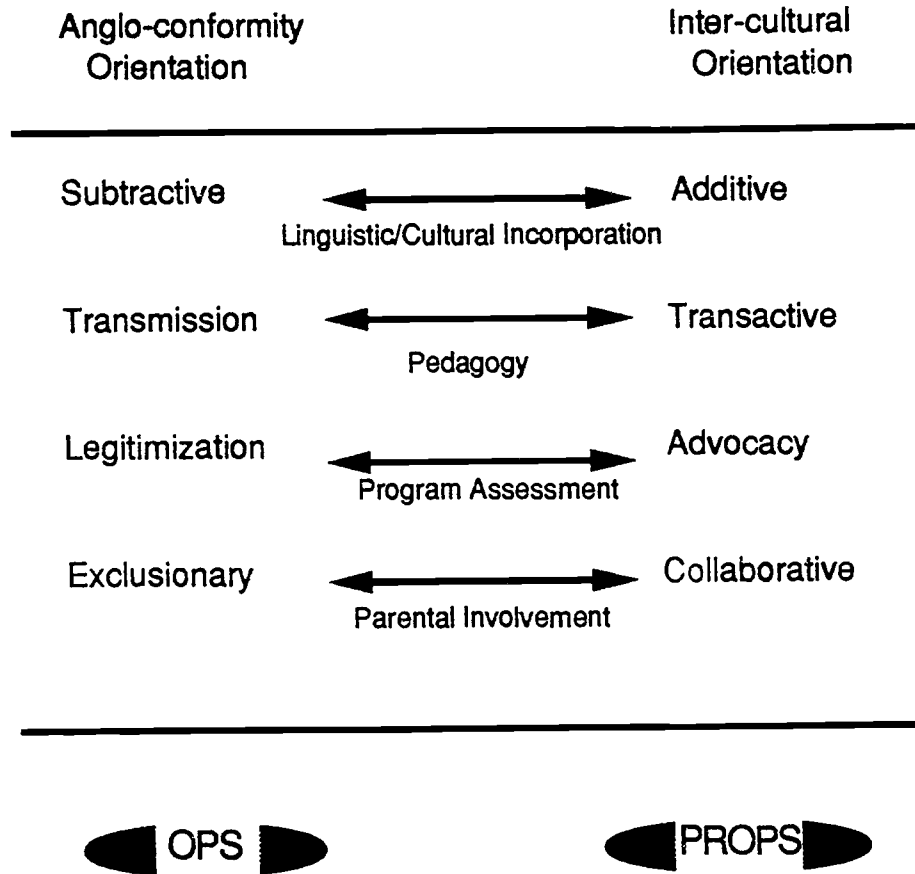 Anglo-conformity
Orientation
Inter-cultural
Orientation
Subtractive
Additive
Linguistic/Cultural Incorporation
Transmission
Transactive
Pedagogy
Legitimization
Advocacy
Program Assessment
Exclusionary
Collaborative
Parental Involvement
OPS
PROPS